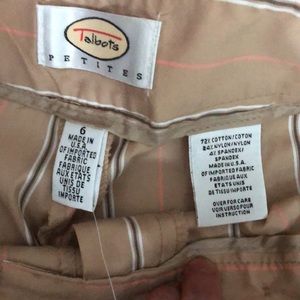 Talbots
PETITES
6
MADE IN
U.S.A.
OF IMPORTED
FABRIC
FABRIQUE
AUX ETATS
UNIS DE
TISSU
IMPORTE
72% COTTON/COTON
24% NYLON/NYLON
4% SPANDEX/
SPANDEX
MADE IN U.S.A.
OF IMPORTED FABRIC
FABRIQUE AUX
ETATS UNIS
DE TISSU IMPORTE
OVER FOR CARE
VOIR VERSO POUR
INSTRUCTION